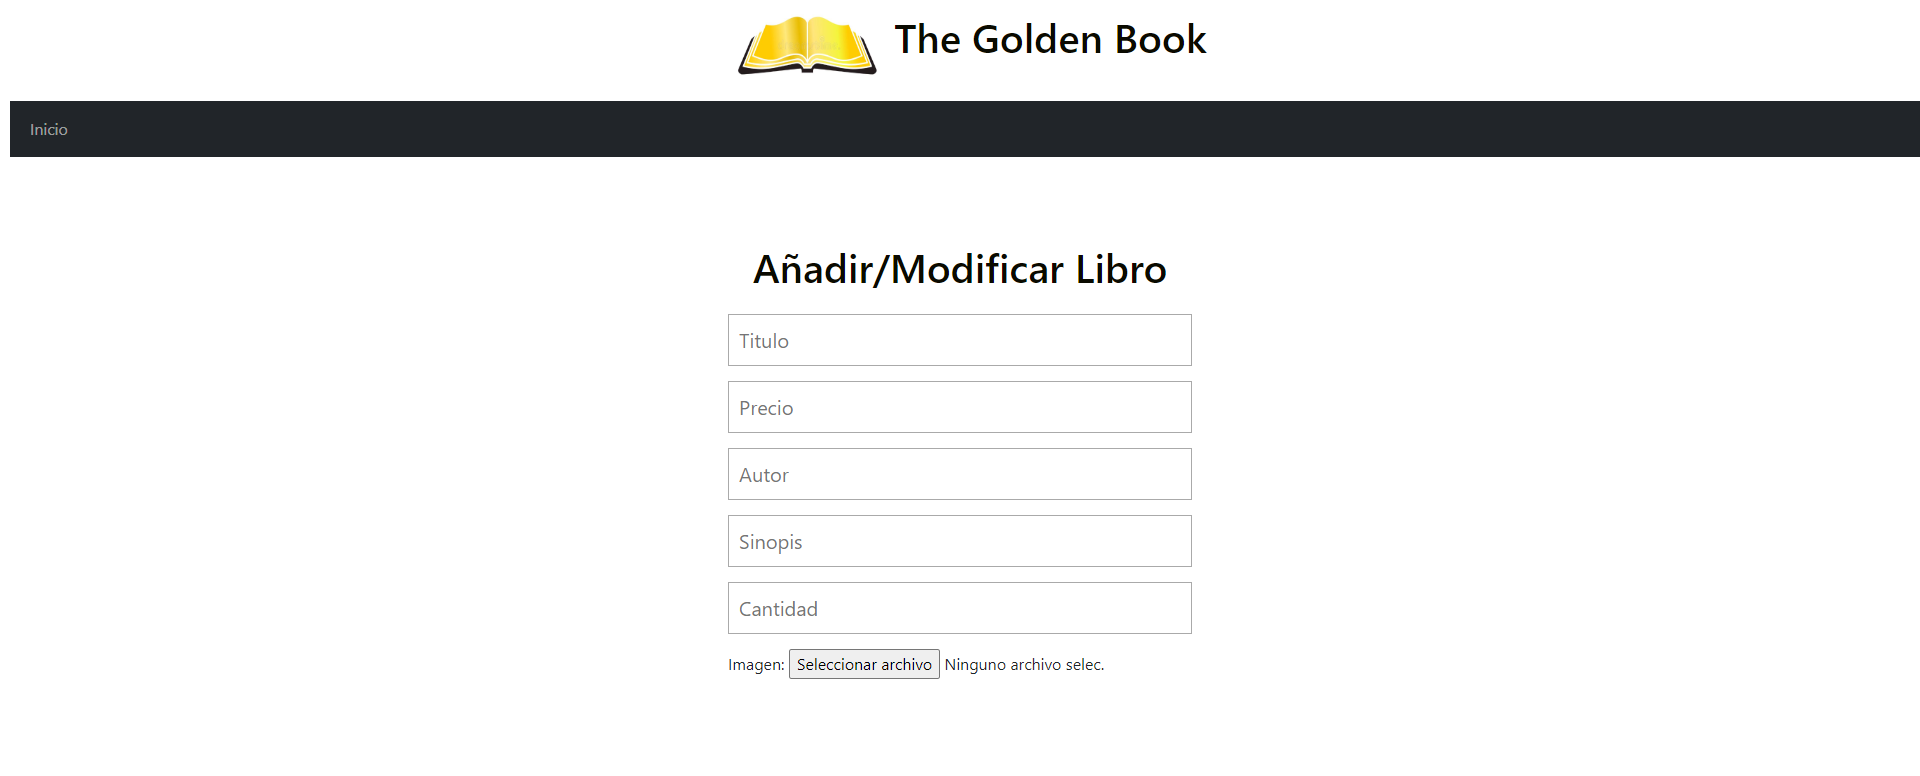 The Golden Book
Inicio
Añadir/Modificar Libro
Titulo
Precio
Autor
Sinopis
Cantidad
Imagen: Seleccionar archivo Ninguno archivo selec.